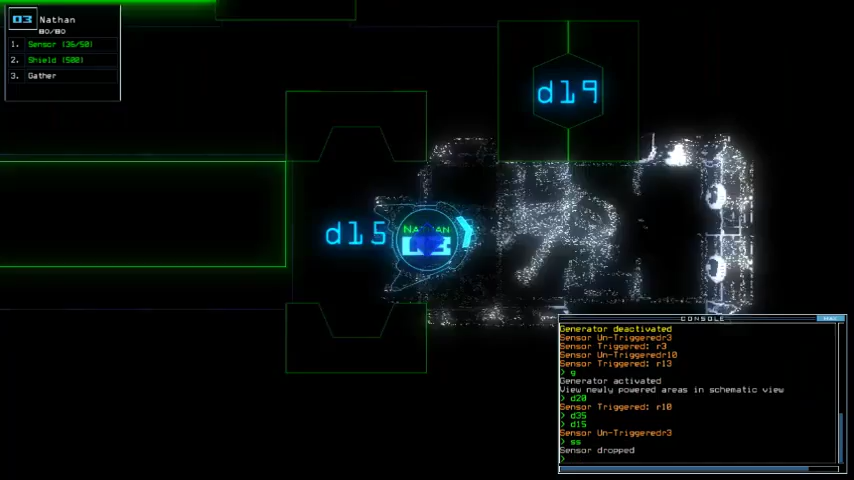 03 Nathan
80/80
1. Sensor (36/50)
2. Shield (500)
3. Gather
d19
d15
NATHAN
03
CONSOLE
Generator deactivated
Sensor Un-Triggeredr3
Sensor Triggered: r3
Sensor Un-Triggeredr10
Sensor Triggered: r13
> g
Generator activated
View newly powered areas in schematic view
> d20
Sensor Triggered: r10
> d35
> d15
Sensor Un-Triggeredr3
> ss
Sensor dropped
>